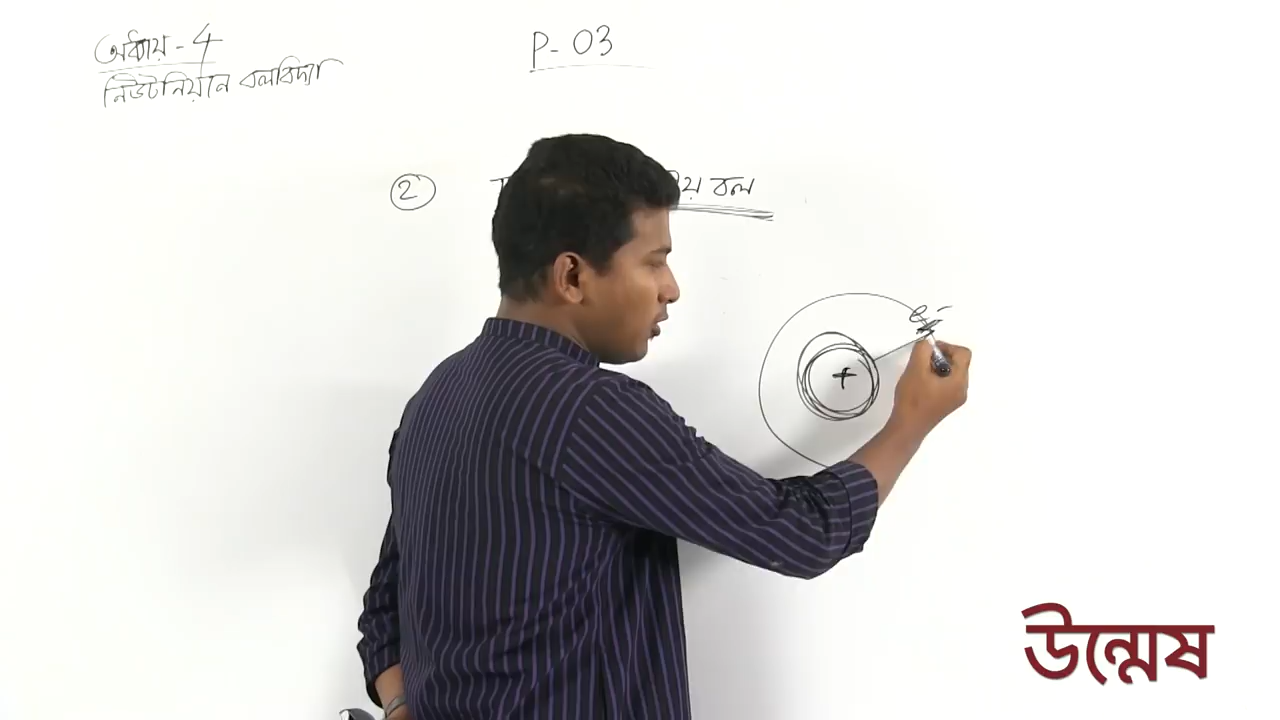 অধ্যায় - 4
নিউটনিয়ান বলবিদ্যা
P- 03
2 বল
e-
+
উন্মেষ